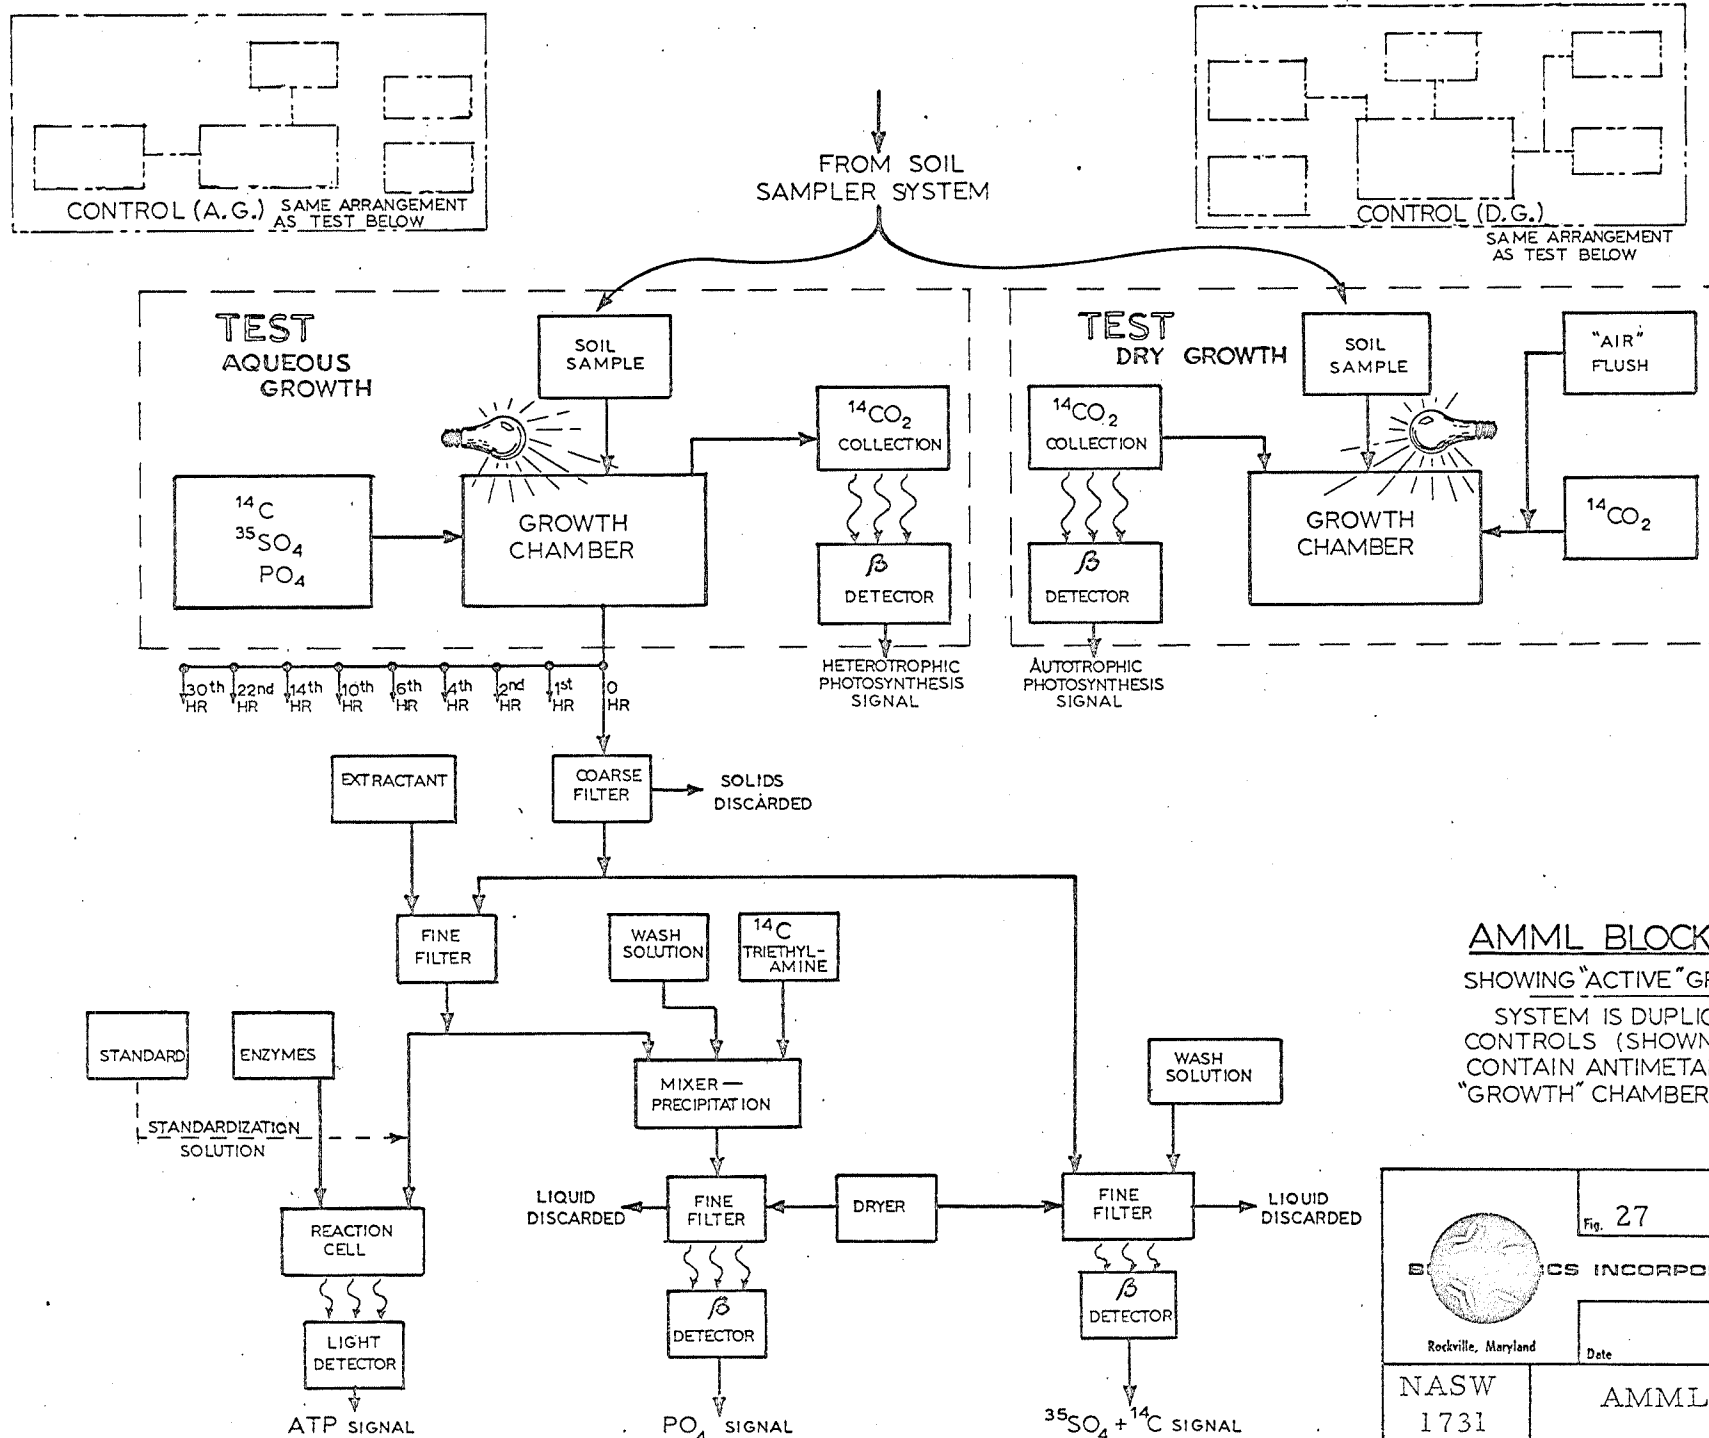 CONTROL (A.G.) SAME ARRANGEMENT
AS TEST BELOW
FROM SOIL
SAMPLER SYSTEM
CONTROL (D.G.)
SAME ARRANGEMENT
AS TEST BELOW
TEST
AQUEOUS
GROWTH
SOIL
SAMPLE
14CO2
COLLECTION
14C
35SO4
PO4
GROWTH
CHAMBER
β
DETECTOR
HETEROTROPHIC
PHOTOSYNTHESIS
SIGNAL
TEST
DRY GROWTH
SOIL
SAMPLE
"AIR"
FLUSH
14CO2
COLLECTION
GROWTH
CHAMBER
14CO2
β
DETECTOR
AUTOTROPHIC
PHOTOSYNTHESIS
SIGNAL
30th
HR
22nd
HR
14th
HR
10th
HR
6th
HR
4th
HR
2nd
HR
1st
HR
0
HR
EXTRACTANT
COARSE
FILTER
SOLIDS
DISCARDED
FINE
FILTER
WASH
SOLUTION
14C
TRIETHYL-
AMINE
STANDARD
ENZYMES
MIXER—
PRECIPITATION
WASH
SOLUTION
STANDARDIZATION
SOLUTION
LIQUID
DISCARDED
FINE
FILTER
DRYER
FINE
FILTER
LIQUID
DISCARDED
REACTION
CELL
β
DETECTOR
β
DETECTOR
LIGHT
DETECTOR
ATP SIGNAL
PO4 SIGNAL
35SO4 + 14C SIGNAL
AMML BLOCK
SHOWING "ACTIVE"
SYSTEM IS
CONTROLS (SHOWN
CONTAIN
"GROWTH" CHAMBER
Fig. 27
Rockville, Maryland
Date
NASW
1731
AMML